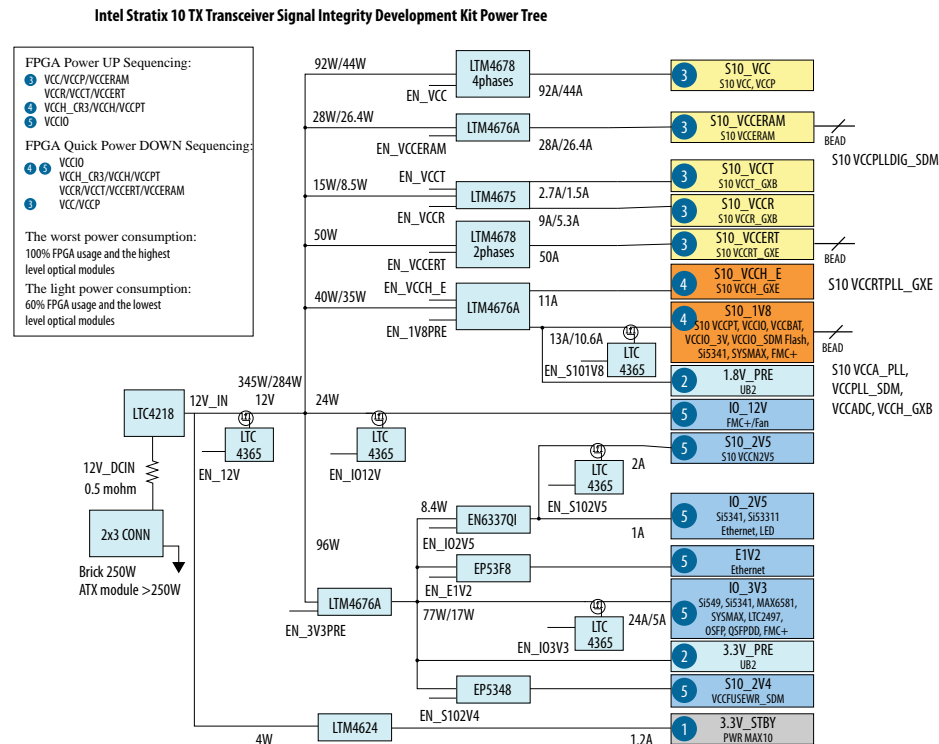 Intel Stratix 10 TX Transceiver Signal Integrity Development Kit Power Tree
FPGA Power UP Sequencing:
3 VCC/VCCP/VCCERAM
VCCR/VCCT/VCCERT
4 VCCH_CR3/VCCH/VCCPT
5 VCCIO
FPGA Quick Power DOWN Sequencing:
4 5 VCCIO
VCCH_CR3/VCCH/VCCPT
VCCR/VCCT/VCCERT/VCCERAM
3 VCC/VCCP
The worst power consumption:
100% FPGA usage and the highest
level optical modules
The light power consumption:
60% FPGA usage and the lowest
level optical modules
92W/44W
EN_VCC
LTM4678
4phases
92A/44A
3 S10_VCC
S10 VCC, VCCP
28W/26.4W
EN_VCCERAM
LTM4676A
28A/26.4A
3 S10_VCCERAM
S10 VCCERAM
BEAD
S10 VCCPLLDIG_SDM
EN_VCCT
15W/8.5W
EN_VCCR
LTM4675
2.7A/1.5A
9A/5.3A
3 S10_VCCT
S10 VCCT_GXB
3 S10_VCCR
S10 VCCR_GXB
50W
EN_VCCERT
LTM4678
2phases
50A
3 S10_VCCERT
S10 VCCRT_GXE
BEAD
S10 VCCRTPLL_GXE
EN_VCCH_E
40W/35W
EN_1V8PRE
LTM4676A
11A
4 S10_VCCH_E
S10 VCCH_GXE
13A/10.6A
EN_S101V8
LTC
4365
4 S10_1V8
S10 VCCPT, VCCIO, VCCBAT,
VCCIO_3V, VCCIO_SDM Flash,
Si5341, SYSMAX, FMC+
BEAD
S10 VCCA_PLL,
VCCPLL_SDM,
VCCADC, VCCH_GXB
2 1.8V_PRE
UB2
LTC4218
12V_IN
345W/284W
12V
LTC
4365
EN_12V
24W
LTC
4365
EN_IO12V
5 IO_12V
FMC+/Fan
12V_DCIN
0.5 mohm
2x3 CONN
Brick 250W
ATX module >250W
LTC
4365
EN_S102V5
2A
5 S10_2V5
S10 VCCN2V5
8.4W
EN_IO2V5
EN6337QI
1A
5 IO_2V5
Si5341, Si53311
Ethernet, LED
EP53F8
EN_E1V2
5 E1V2
Ethernet
96W
LTM4676A
EN_3V3PRE
77W/17W
EN_IO3V3
LTC
4365
24A/5A
5 IO_3V3
Si549, Si5341, MAX6581,
SYSMAX, LTC2497,
OSFP, QSFPDD, FMC+
2 3.3V_PRE
UB2
EP5348
EN_S102V4
5 S10_2V4
VCCFUSEWR_SDM
4W
LTM4624
1.2A
1 3.3V_STBY
PWR MAX10